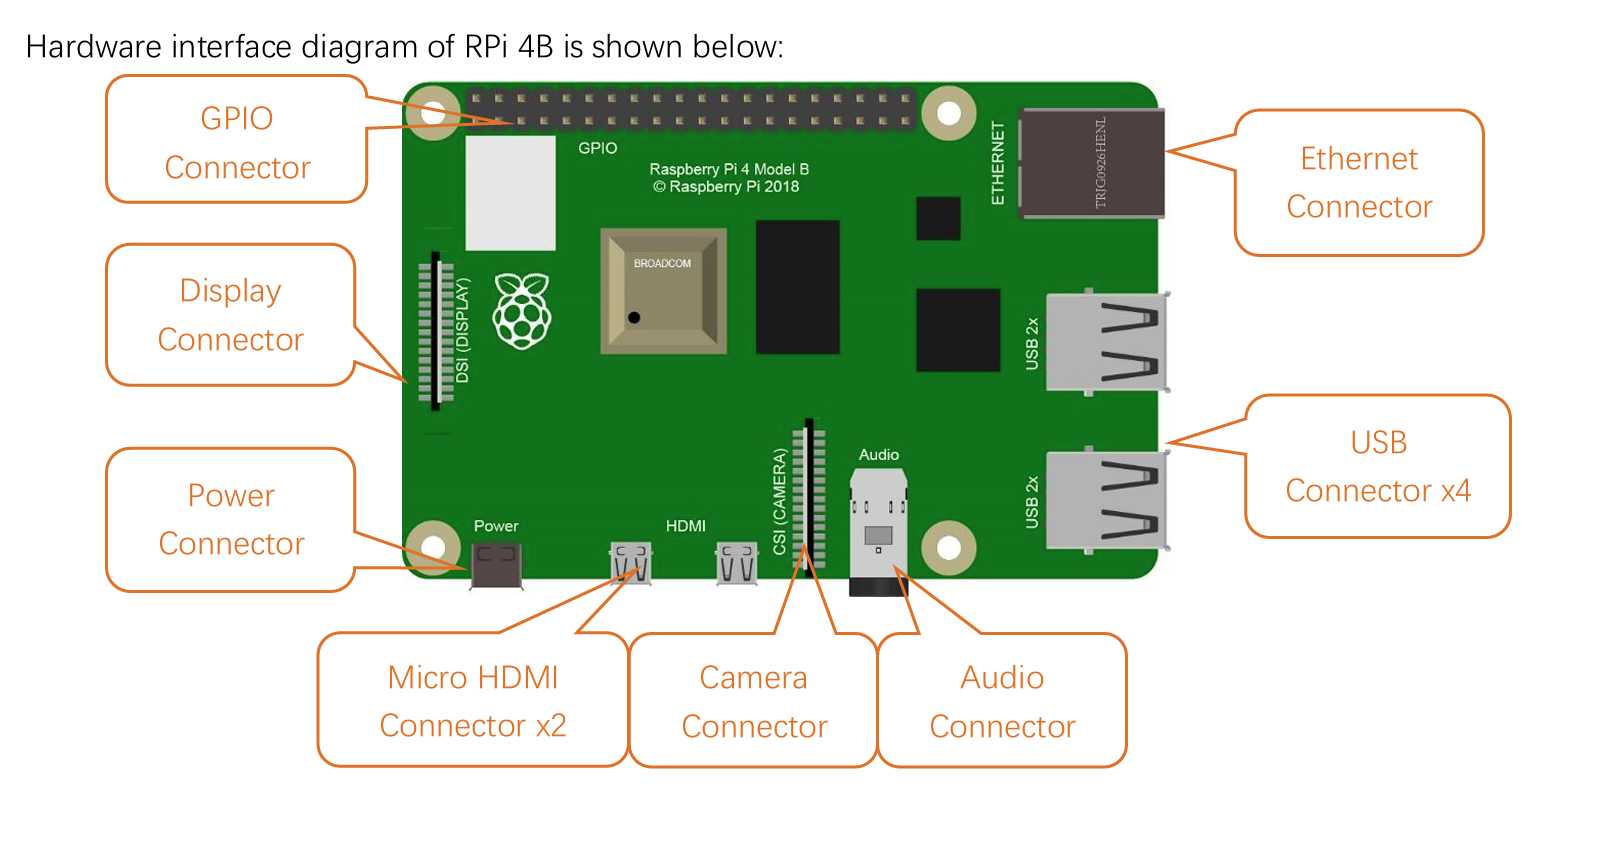 Hardware interface diagram of RPi 4B is shown below:
GPIO
Connector
GPIO
Raspberry Pi 4 Model B
© Raspberry Pi 2018
ETHERNET
TRJG0926HENL
Ethernet
Connector
Display
Connector
DSI (DISPLAY)
BROADCOM
USB 2x
USB
Connector x4
Power
Connector
Power
HDMI
CSI (CAMERA)
Audio
USB 2x
Micro HDMI
Connector x2
Camera
Connector
Audio
Connector